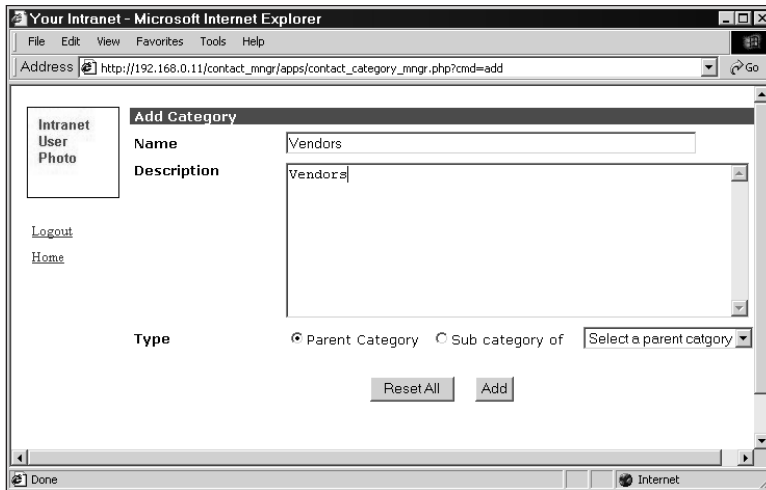 Your Intranet - Microsoft Internet Explorer
File Edit View Favorites Tools Help
Address http://192.168.0.11/contact_mngr/apps/contact_category_mngr.php?cmd=add Go
Intranet
User
Photo
Logout
Home
Add Category
Name Vendors
Description Vendors
Type Parent Category Sub category of Select a parent catgory
Reset All Add
Done Internet